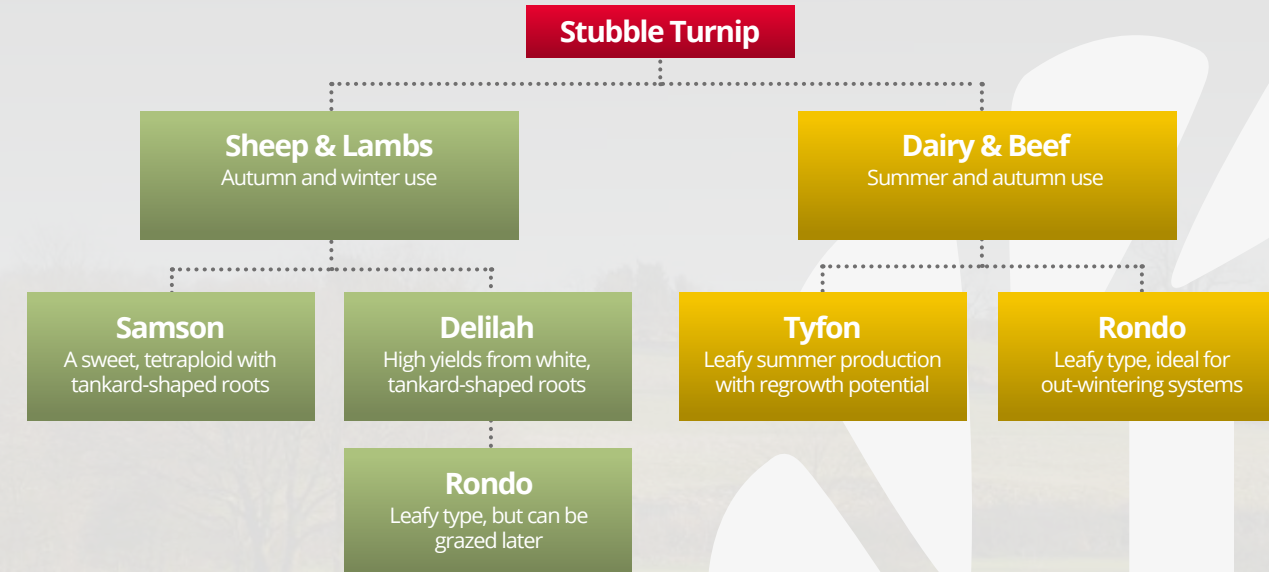 Stubble Turnip
Sheep & Lambs
Autumn and winter use
Dairy & Beef
Summer and autumn use
Samson
A sweet, tetraploid with
tankard-shaped roots
Delilah
High yields from white,
tankard-shaped roots
Tyfon
Leafy summer production
with regrowth potential
Rondo
Leafy type, ideal for
out-wintering systems
Rondo
Leafy type, but can be
grazed later